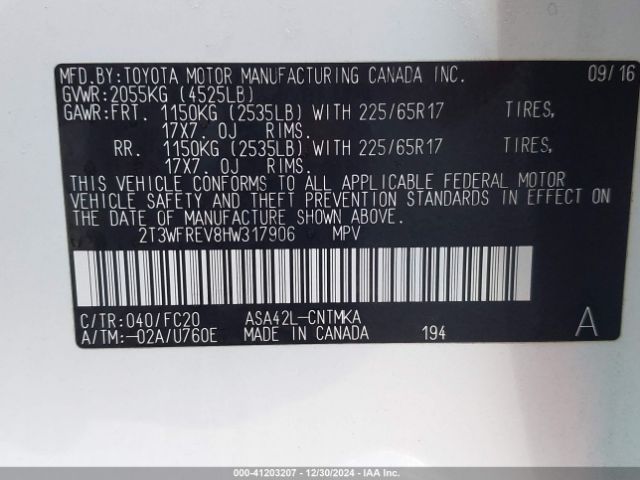 MFD.BY:TOYOTA MOTOR MANUFACTURING CANADA INC. 09/16
GVWR:2055KG (4525LB)
GAWR:FRT. 1150KG (2535LB) WITH 225/65R17 TIRES,
17X7.0J RIMS.
RR. 1150KG (2535LB) WITH 225/65R17 TIRES,
17X7.0J RIMS.
THIS VEHICLE CONFORMS TO ALL APPLICABLE FEDERAL MOTOR
VEHICLE SAFETY AND THEFT PREVENTION STANDARDS IN EFFECT ON
THE DATE OF MANUFACTURE SHOWN ABOVE.
2T3WFREV8HW317906 MPV
C/TR:040/FC20 ASA42L-CNTMKA
A/TM:-02A/U760E MADE IN CANADA 194 A
000-41203207 - 12/30/2024 - IAAI.COM